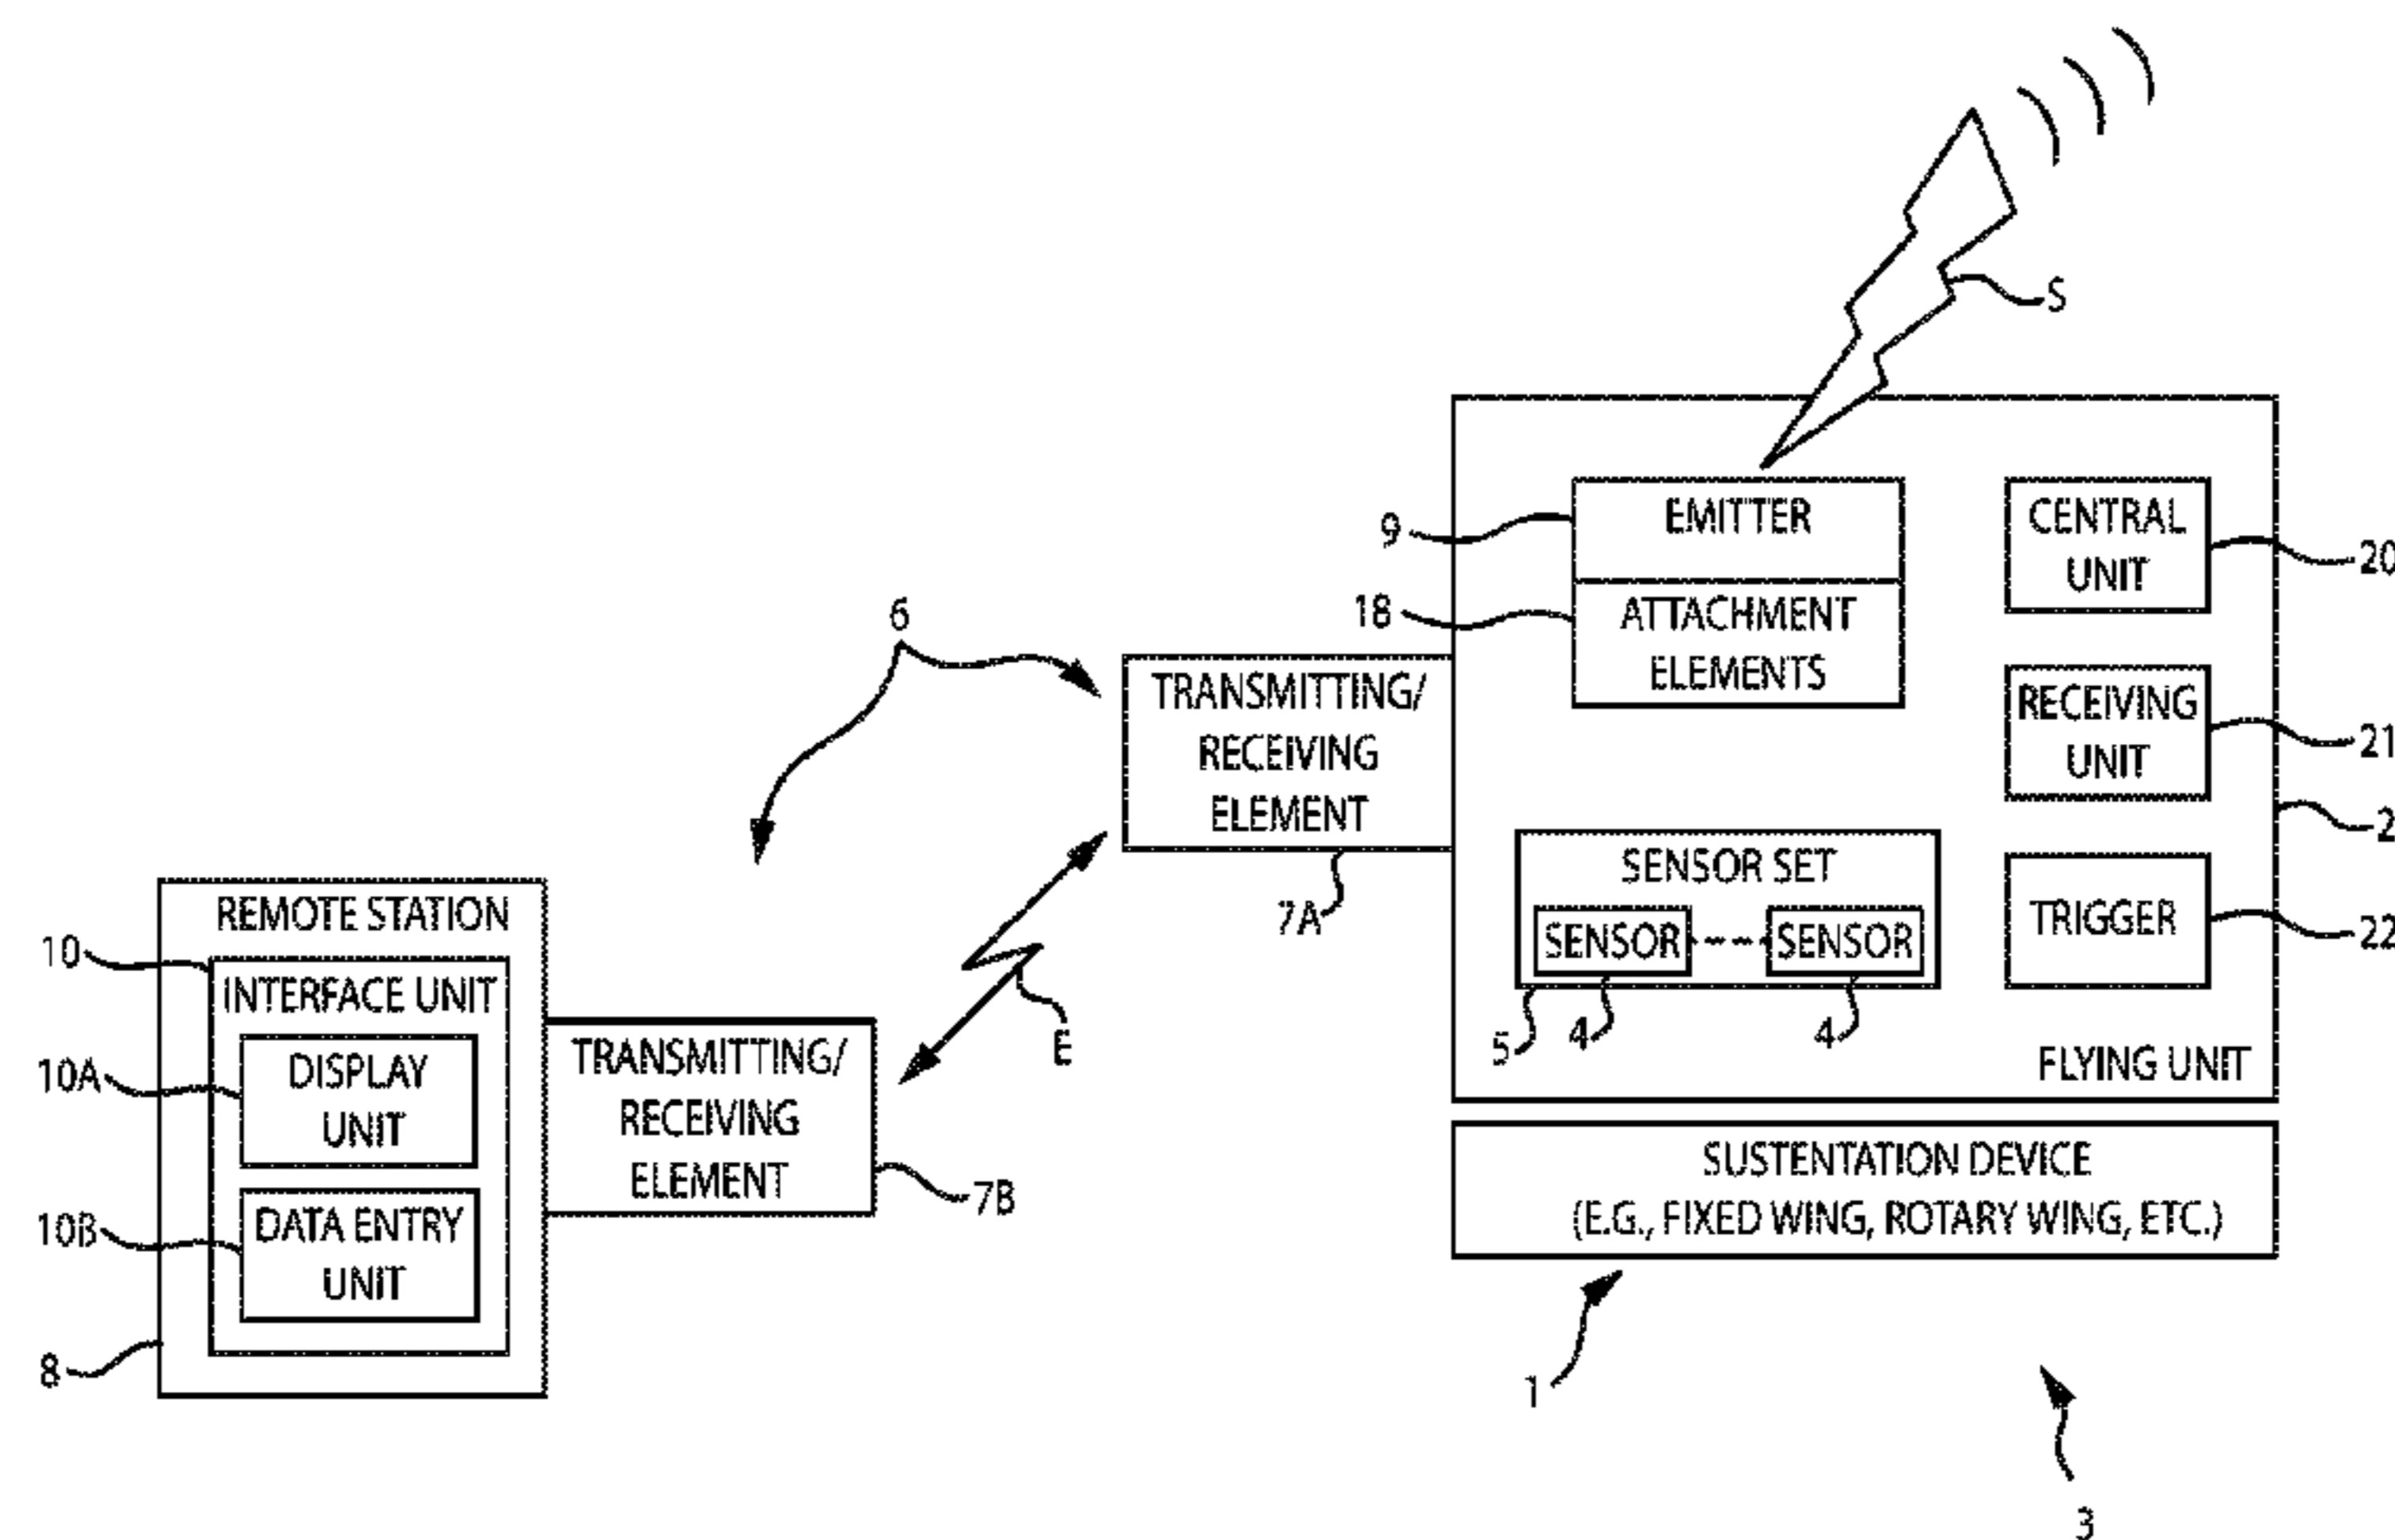 S
EMITTER
9
CENTRAL
UNIT
20
18
ATTACHMENT
ELEMENTS
6
TRANSMITTING/
RECEIVING
ELEMENT
7A
RECEIVING
UNIT
21
2
SENSOR SET
SENSOR
SENSOR
5
4
4
TRIGGER
22
FLYING UNIT
REMOTE STATION
10
INTERFACE UNIT
10A
DISPLAY
UNIT
10B
DATA ENTRY
UNIT
8
E
TRANSMITTING/
RECEIVING
ELEMENT
7B
SUSTENTATION DEVICE
(E.G., FIXED WING, ROTARY WING, ETC.)
1
3